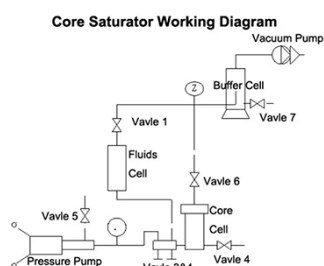 Core Saturator Working Diagram
Vacuum Pump
Z
Buffer Cell
Vavle 7
Vavle 1
Fluids
Cell
Vavle 6
Core
Cell
Vavle 5
Vavle 4
Pressure Pump